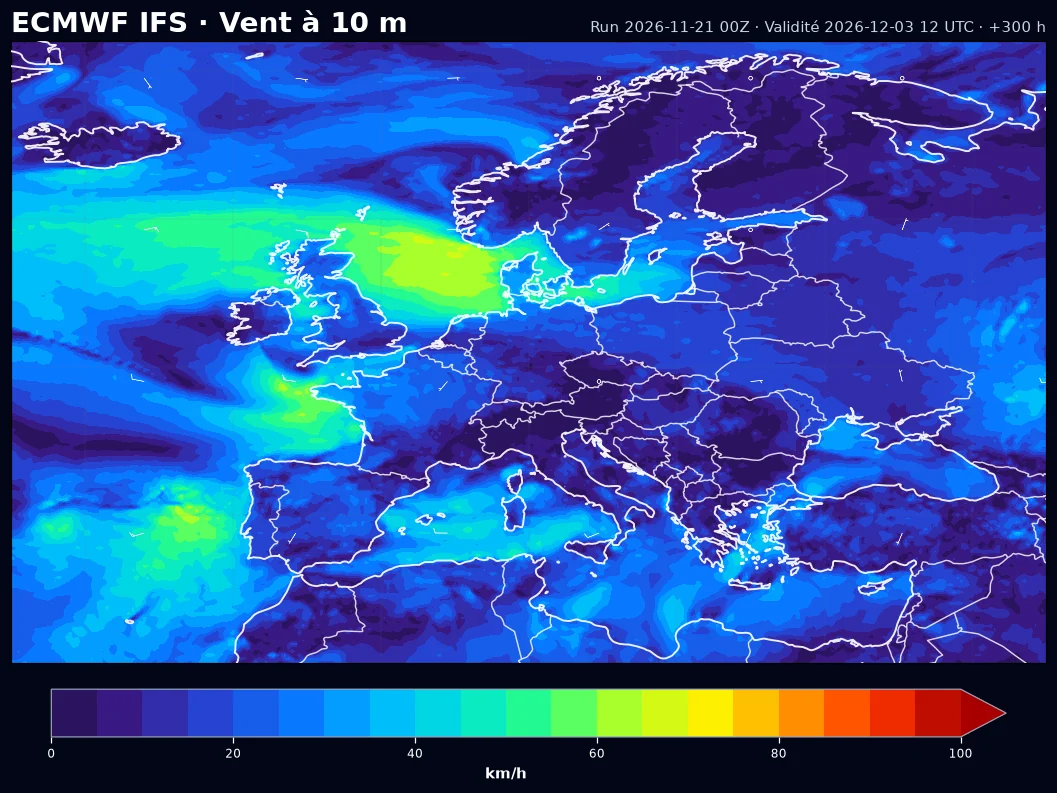 ECMWF IFS · Vent à 10 m
Run 2026-11-21 00Z · Validité 2026-12-03 12 UTC · +300 h
0 20 40 60 80 100
km/h